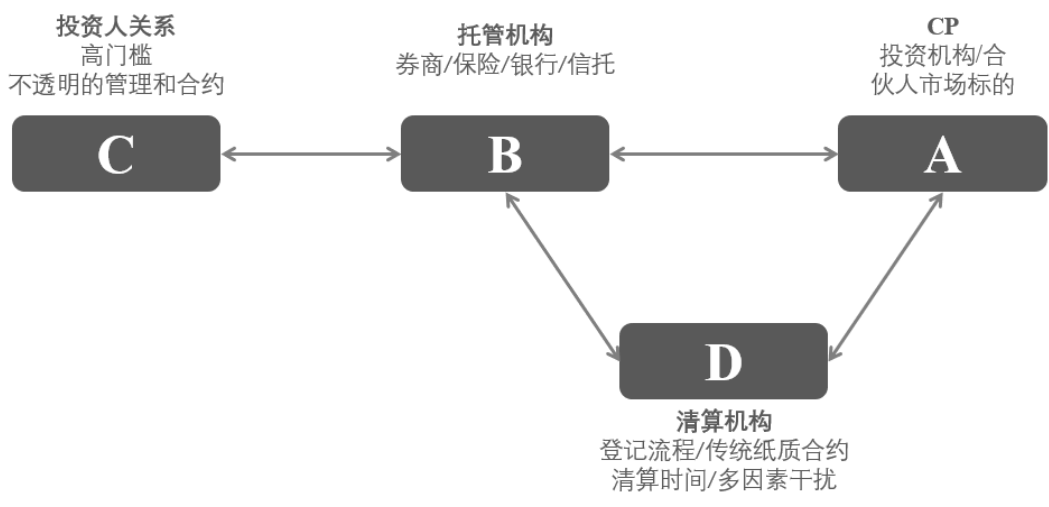 投资人关系
高门槛
不透明的管理和合约
C
托管机构
券商/保险/银行/信托
B
CP
投资机构/合
伙人市场标的
A
D
清算机构
登记流程/传统纸质合约
清算时间/多因素干扰